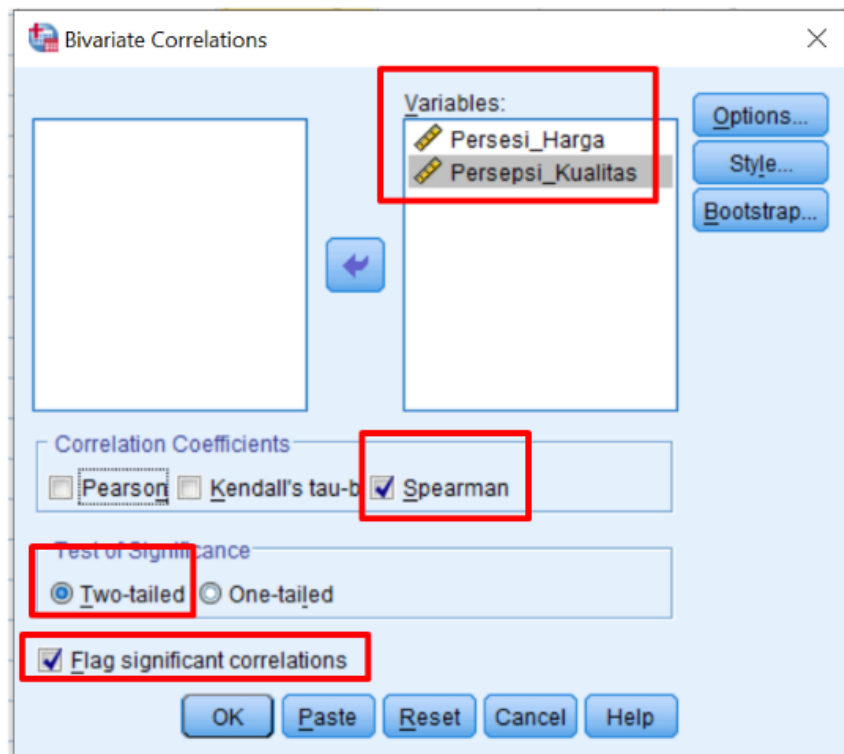 Bivariate Correlations
Variables:
Persesi_Harga
Persepsi_Kualitas
Options...
Style...
Bootstrap...
Correlation Coefficients
Pearson Kendall's tau-b Spearman
Test of Significance
Two-tailed One-tailed
Flag significant correlations
OK Paste Reset Cancel Help